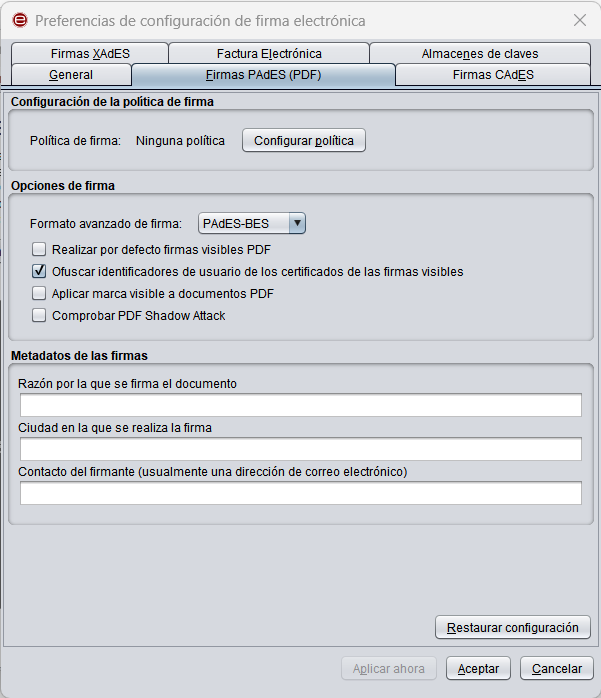 Preferencias de configuración de firma electrónica
Firmas XAdES
Factura Electrónica
Almacenes de claves
General
Firmas PAdES (PDF)
Firmas CAdES
Configuración de la política de firma
Política de firma: Ninguna política Configurar política
Opciones de firma
Formato avanzado de firma: PAdES-BES
Realizar por defecto firmas visibles PDF
Ofuscar identificadores de usuario de los certificados de las firmas visibles
Aplicar marca visible a documentos PDF
Comprobar PDF Shadow Attack
Metadatos de las firmas
Razón por la que se firma el documento
Ciudad en la que se realiza la firma
Contacto del firmante (usualmente una dirección de correo electrónico)
Restaurar configuración
Aplicar ahora
Aceptar
Cancelar